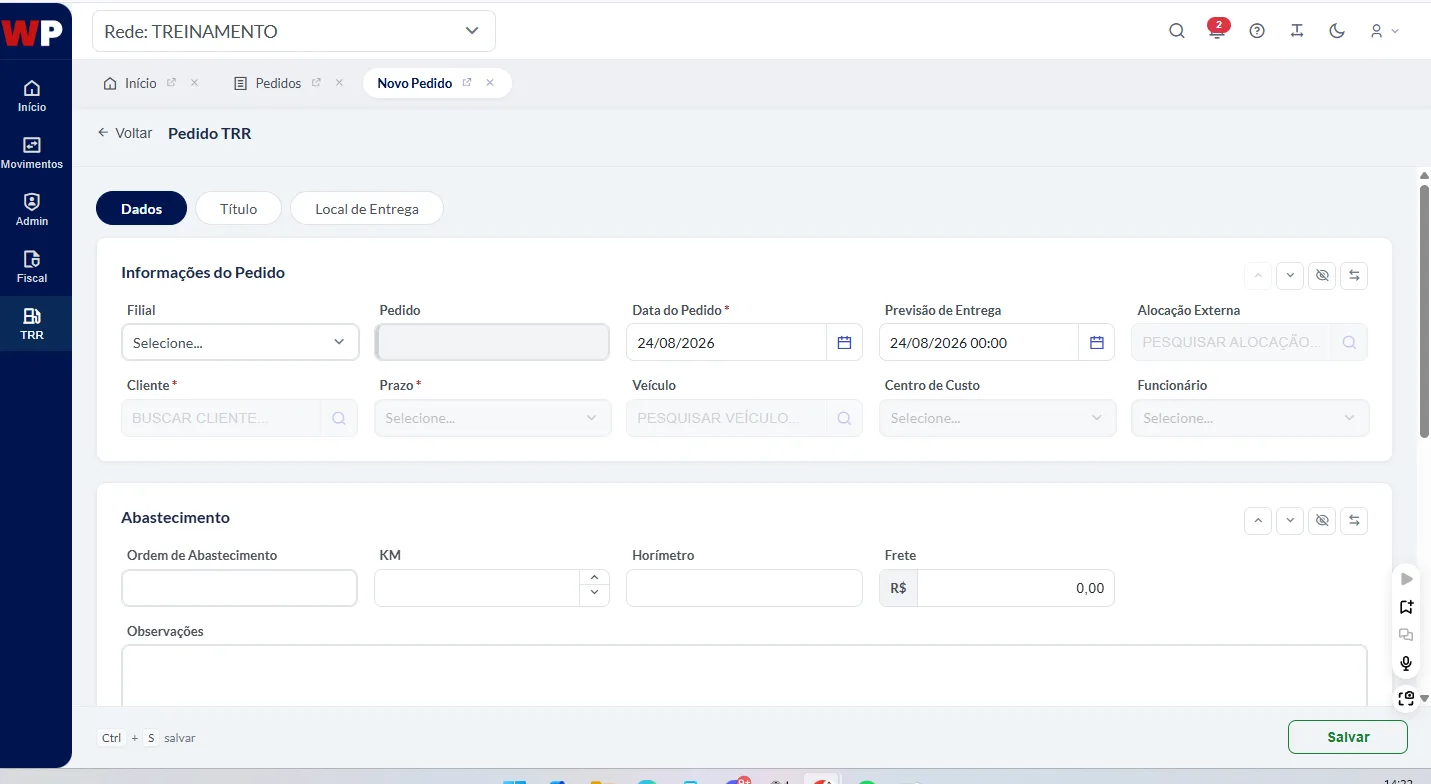 WP
Rede: TREINAMENTO
2
Início
Pedidos
Novo Pedido
Início
Movimentos
Admin
Fiscal
TRR
Voltar
Pedido TRR
Dados
Título
Local de Entrega
Informações do Pedido
Filial
Pedido
Data do Pedido *
Previsão de Entrega
Alocação Externa
Selecione...
24/08/2026
24/08/2026 00:00
PESQUISAR ALOCAÇÃO...
Cliente *
Prazo *
Veículo
Centro de Custo
Funcionário
BUSCAR CLIENTE...
Selecione...
PESQUISAR VEÍCULO...
Selecione...
Selecione...
Abastecimento
Ordem de Abastecimento
KM
Horímetro
Frete
R$
0,00
Observações
Ctrl + S salvar
Salvar